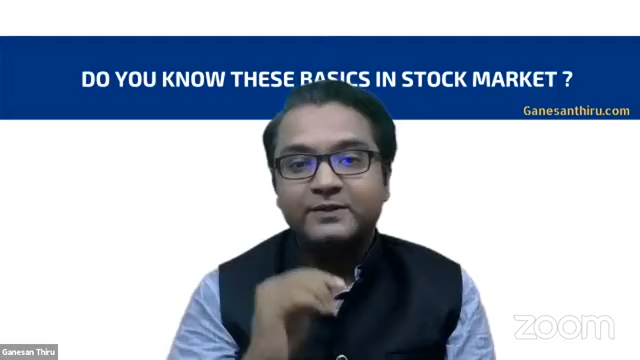 DO YOU KNOW THESE BASICS IN STOCK MARKET ?
Ganesanthiru.com
zoom
Ganesan Thiru